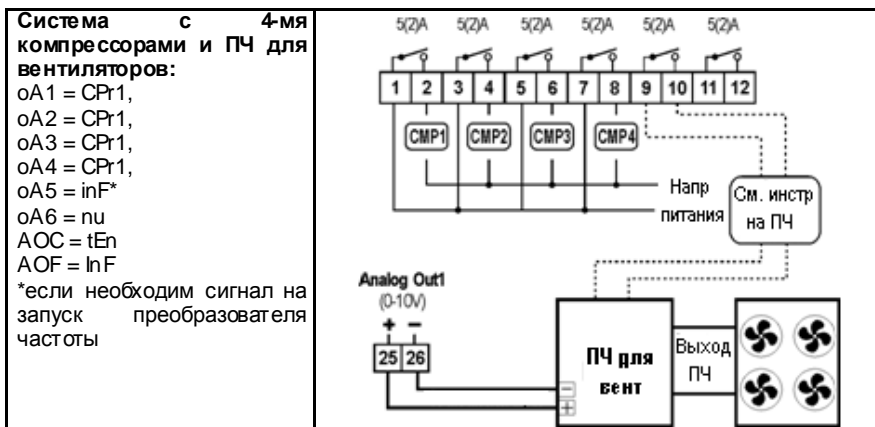 Система с 4-мя
компрессорами и ПЧ для
вентиляторов:
oA1 = CPr1,
oA2 = CPr1,
oA3 = CPr1,
oA4 = CPr1,
oA5 = inF*
oA6 = nu
AOC = tEn
AOF = InF
*если необходим сигнал на
запуск преобразователя
частоты
5(2)A 5(2)A 5(2)A 5(2)A 5(2)A 5(2)A
1 2 3 4 5 6 7 8 9 10 11 12
CMP1 CMP2 CMP3 CMP4
Напр
питания
См. инстр
на ПЧ
Analog Out1
(0-10V)
+ −
25 26
ПЧ для
вент
− 
+
Выход
ПЧ